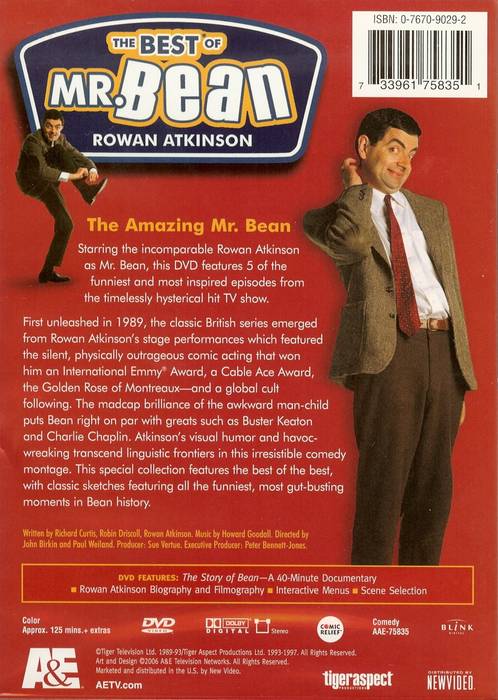 THE BEST OF
MR. Bean
ROWAN ATKINSON
ISBN: 0-7670-9029-2
7 33961 75835 1
The Amazing Mr. Bean
Starring the incomparable Rowan Atkinson
as Mr. Bean, this DVD features 5 of the
funniest and most inspired episodes from
the timelessly hysterical hit TV show.
First unleashed in 1989, the classic British series emerged
from Rowan Atkinson's stage performances which featured
the silent, physically outrageous comic acting that won
him an International Emmy® Award, a Cable Ace Award,
the Golden Rose of Montreaux—and a global cult
following. The madcap brilliance of the awkward man-child
puts Bean right on par with greats such as Buster Keaton
and Charlie Chaplin. Atkinson's visual humor and havoc-
wreaking transcend linguistic frontiers in this irresistible comedy
montage. This special collection features the best of the best,
with classic sketches featuring all the funniest, most gut-busting
moments in Bean history.
Written by Richard Curtis, Robin Driscoll, Rowan Atkinson. Music by Howard Goodall. Directed by
John Birkin and Paul Weiland. Producer: Sue Vertue. Executive Producer: Peter Bennett-Jones.
DVD FEATURES: The Story of Bean—A 40-Minute Documentary
■ Rowan Atkinson Biography and Filmography ■ Interactive Menus ■ Scene Selection
Color
Approx. 125 mins.+ extras
DVD
VIDEO
DOLBY
DIGITAL
Stereo
COMIC
RELIEF
Comedy
AAE-75835
BLINK
DIGITAL
A&E
©Tiger Television Ltd. 1989-93/Tiger Aspect Productions Ltd. 1993-1997. All Rights Reserved.
Art and Design ©2006 A&E Television Networks. All Rights Reserved.
Marketed and distributed in the U.S. by New Video.
AETV.com
tigeraspect
PRODUCTIONS
DISTRIBUTED BY
NEWVIDEO.